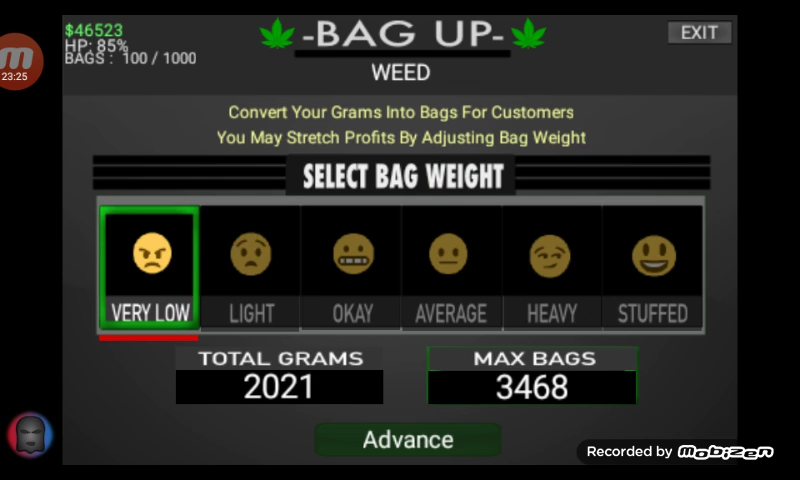 $46523
HP: 85%
BAGS : 100 / 1000
-BAG UP-
EXIT
WEED
23:25
Convert Your Grams Into Bags For Customers
You May Stretch Profits By Adjusting Bag Weight
SELECT BAG WEIGHT
VERY LOW
LIGHT
OKAY
AVERAGE
HEAVY
STUFFED
TOTAL GRAMS
2021
MAX BAGS
3468
Advance
Recorded by Mobizen